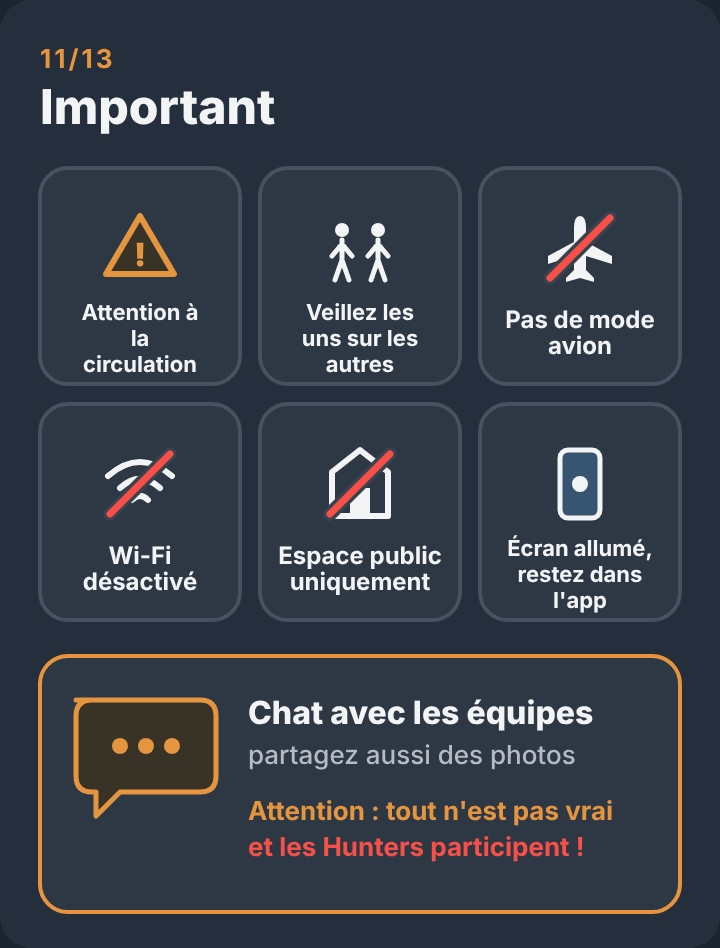 11/13
Important
!
Attention à
la
circulation
Veillez les
uns sur les
autres
Pas de mode
avion
Wi-Fi
désactivé
Espace public
uniquement
Écran allumé,
restez dans
l'app
Chat avec les équipes
partagez aussi des photos
Attention : tout n'est pas vrai
et les Hunters participent !